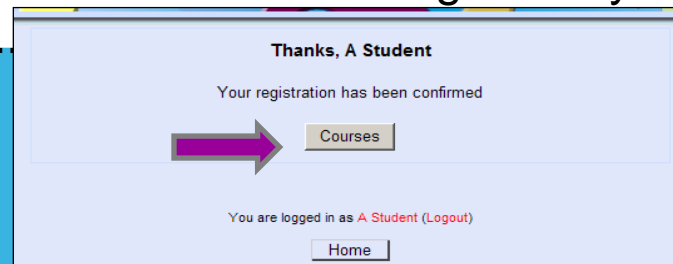 Thanks, A Student
Your registration has been confirmed
Courses
You are logged in as A Student (Logout)
Home